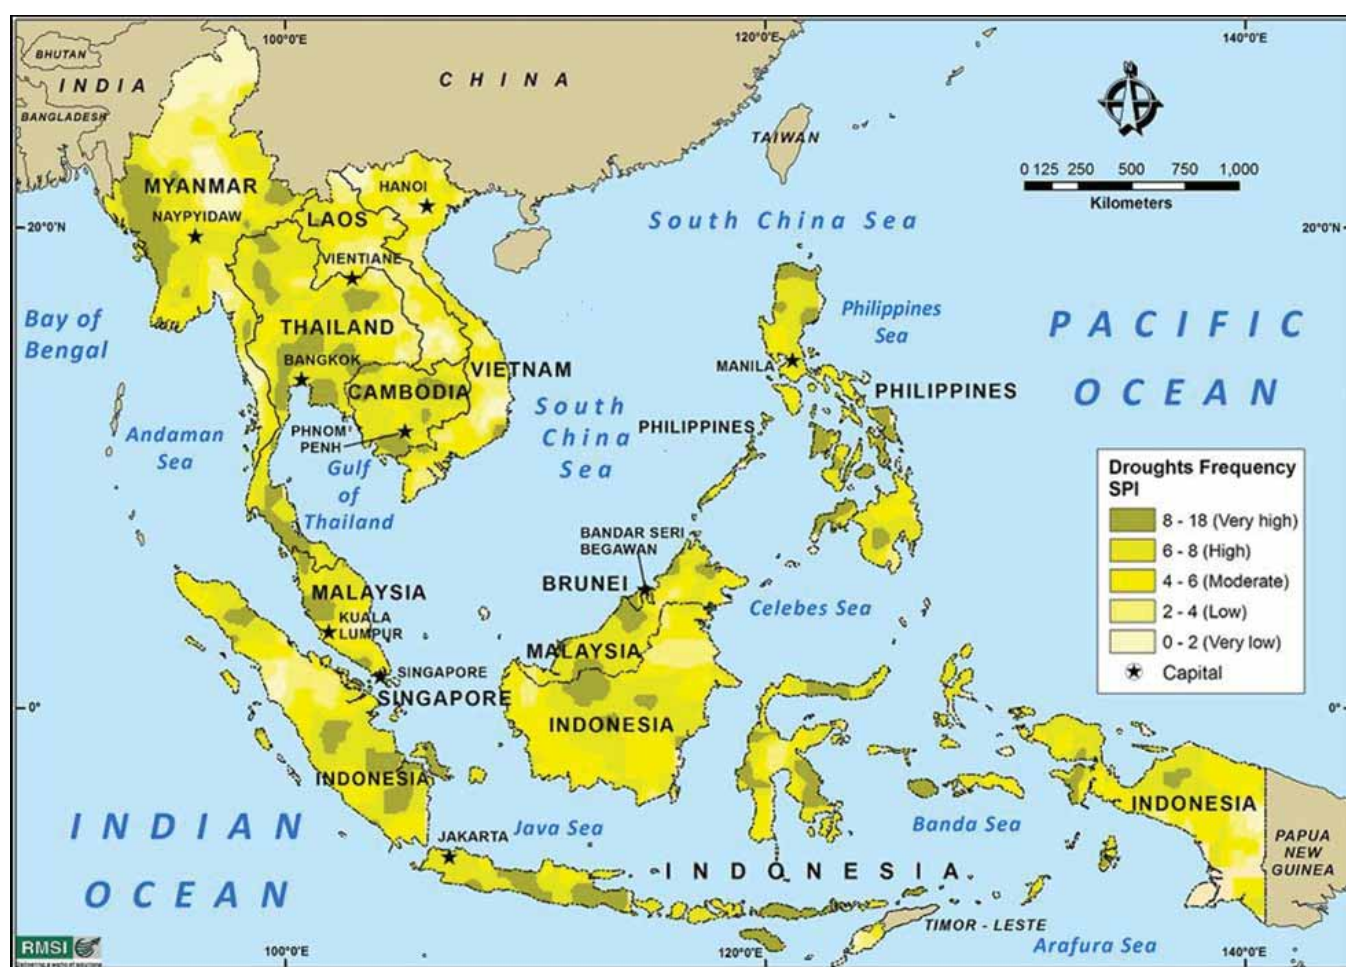 100°0'E
120°0'E
140°0'E
BHUTAN
INDIA
CHINA
BANGLADESH
TAIWAN
0 125 250 500 750 1,000
Kilometers
MYANMAR
HANOI
NAYPYIDAW
LAOS
South China Sea
20°0'N
20°0'N
VIENTIANE
Bay of
Bengal
THAILAND
Philippines
Sea
PACIFIC
OCEAN
BANGKOK
VIETNAM
MANILA
CAMBODIA
PHILIPPINES
South
China
Sea
PHILIPPINES
Andaman
Sea
PHNOM
PENH
Gulf
of
Thailand
Droughts Frequency
SPI
8 - 18 (Very high)
6 - 8 (High)
4 - 6 (Moderate)
2 - 4 (Low)
0 - 2 (Very low)
Capital
BANDAR SERI
BEGAWAN
BRUNEI
MALAYSIA
Celebes Sea
KUALA
LUMPUR
MALAYSIA
SINGAPORE
SINGAPORE
0°
0°
INDONESIA
INDONESIA
INDONESIA
INDIAN
OCEAN
Java Sea
Banda Sea
JAKARTA
PAPUA
NEW
GUINEA
INDONESIA
TIMOR - LESTE
Arafura Sea
RMSI
Delivering a world of solutions
100°0'E
120°0'E
140°0'E